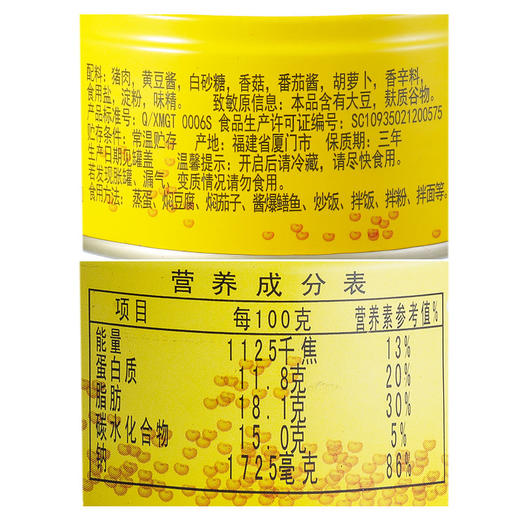 配料：猪肉，黄豆酱，白砂糖，香菇，番茄酱，胡萝卜，香辛料，
食用盐，淀粉，味精。 致敏原信息：本品含有大豆，麸质谷物。
产品标准号：Q/XMGT 0006S 食品生产许可证编号：SC10935021200575
贮存条件：常温贮存 产地：福建省厦门市 保质期：三年
生产日期见罐盖 温馨提示：开启后请冷藏，请尽快食用。
若发现胀罐、漏气，变质情况请勿食用。
食用方法：蒸蛋、焖豆腐、焖茄子、酱爆鳝鱼、炒饭、拌饭、拌粉、拌面等。
营养成分表
项目 每100克 营养素参考值%
能量 1125千焦 13%
蛋白质 11.8克 20%
脂肪 18.1克 30%
碳水化合物 15.0克 5%
钠 1725毫克 86%